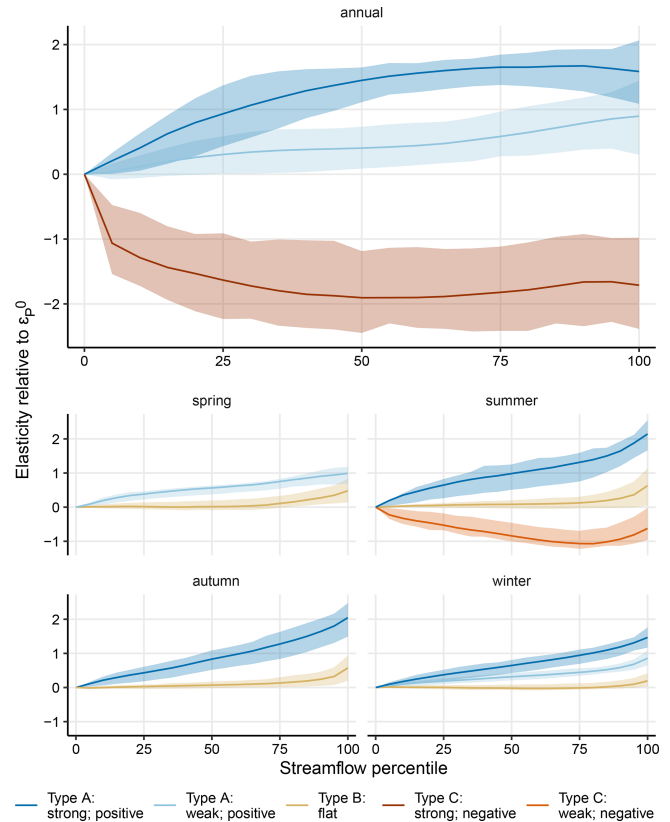 annual
2
1
0
−1
−2
0
25
50
75
100
Elasticity relative to εP0
spring
summer
2
1
0
−1
autumn
winter
2
1
0
−1
0
25
50
75
100
0
25
50
75
100
Streamflow percentile
Type A:
strong; positive
Type A:
weak; positive
Type B:
flat
Type C:
strong; negative
Type C:
weak; negative